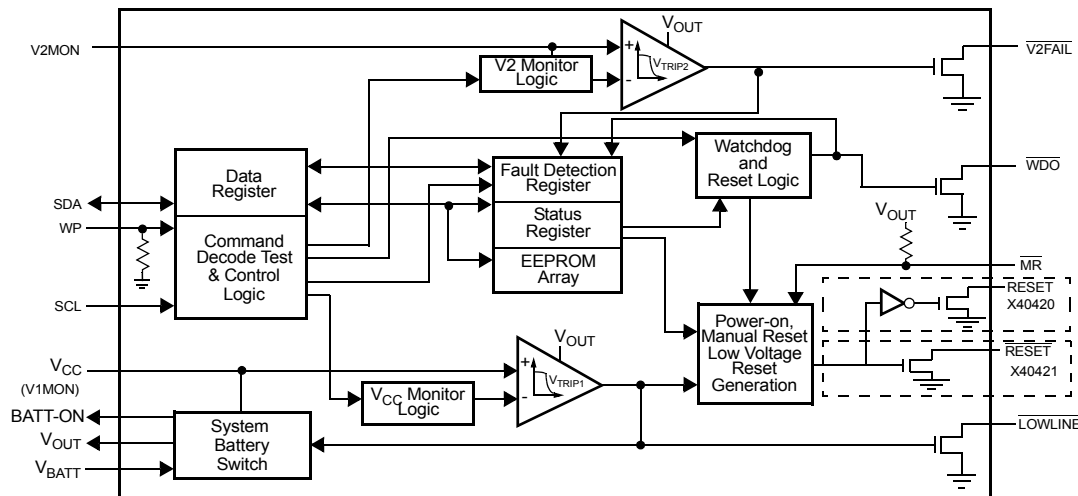 V2MON
V2 Monitor
Logic
+
-
VTRIP2
VOUT
V2FAIL
Data
Register
Fault Detection
Register
Status
Register
EEPROM
Array
Watchdog
and
Reset Logic
WDO
SDA
WP
Command
Decode Test
& Control
Logic
SCL
VOUT
MR
RESET
X40420
Power-on,
Manual Reset
Low Voltage
Reset
Generation
RESET
X40421
VCC
(V1MON)
VCC Monitor
Logic
+
-
VTRIP1
VOUT
BATT-ON
VOUT
VBATT
System
Battery
Switch
LOWLINE